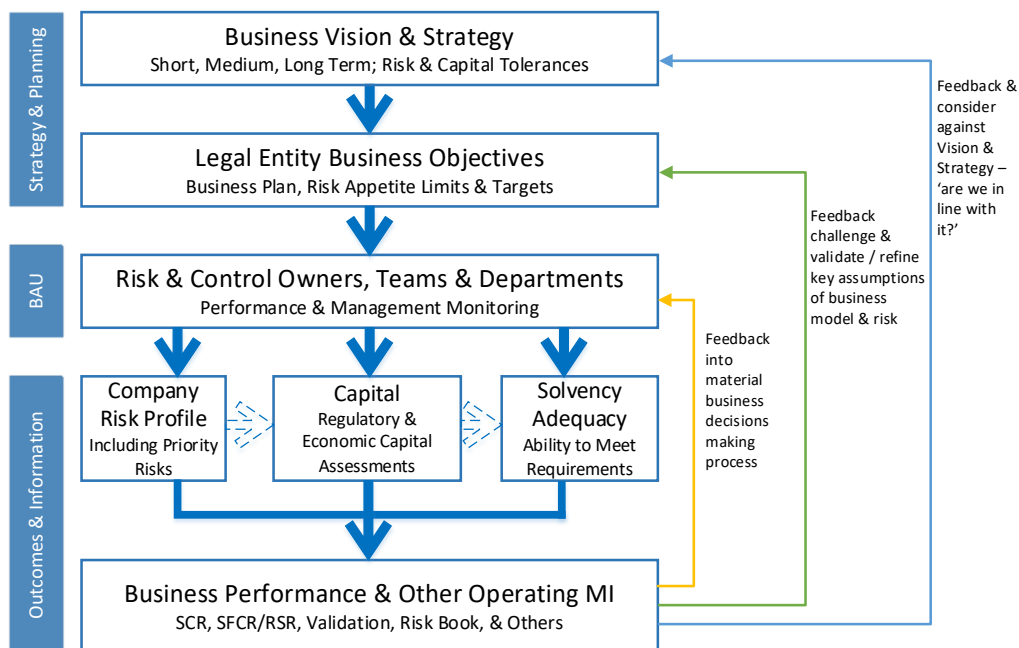 Strategy & Planning
Business Vision & Strategy
Short, Medium, Long Term; Risk & Capital Tolerances
Legal Entity Business Objectives
Business Plan, Risk Appetite Limits & Targets
BAU
Risk & Control Owners, Teams & Departments
Performance & Management Monitoring
Outcomes & Information
Company
Risk Profile
Including Priority
Risks
Capital
Regulatory &
Economic Capital
Assessments
Solvency
Adequacy
Ability to Meet
Requirements
Business Performance & Other Operating MI
SCR, SFCR/RSR, Validation, Risk Book, & Others
Feedback
into
material
business
decisions
making
process
Feedback
challenge &
validate / refine
key assumptions
of business
model & risk
Feedback &
consider
against
Vision &
Strategy –
‘are we in
line with
it?’